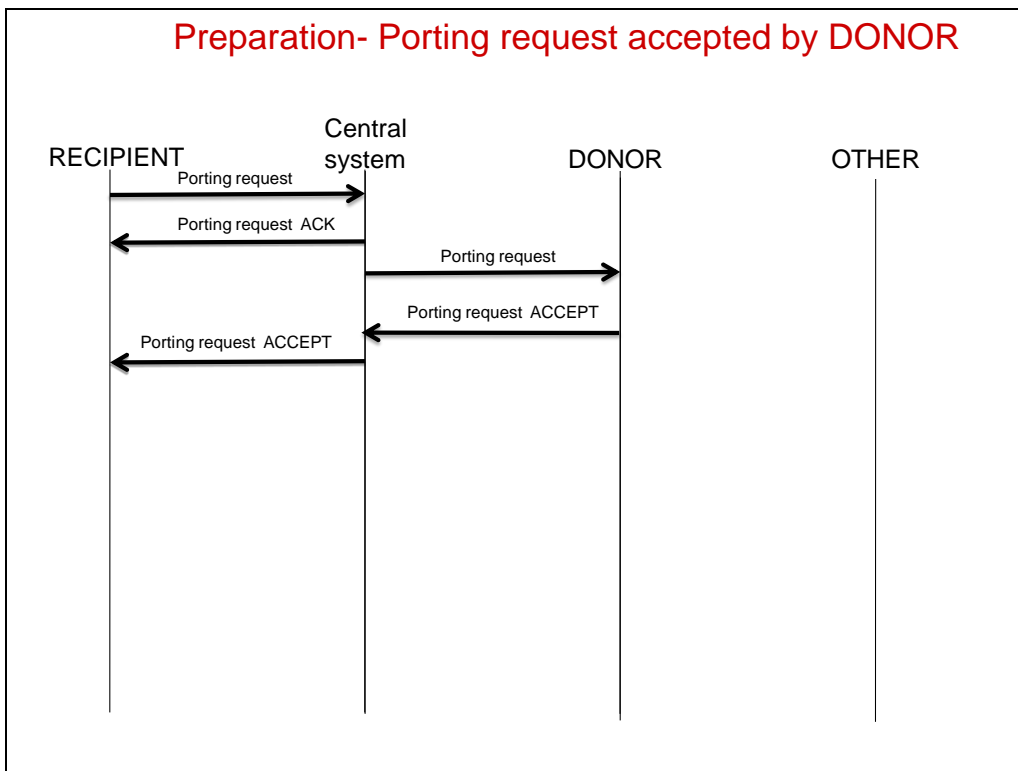 Preparation- Porting request accepted by DONOR
RECIPIENT
Central
system
DONOR
OTHER
Porting request
Porting request ACK
Porting request
Porting request ACCEPT
Porting request ACCEPT